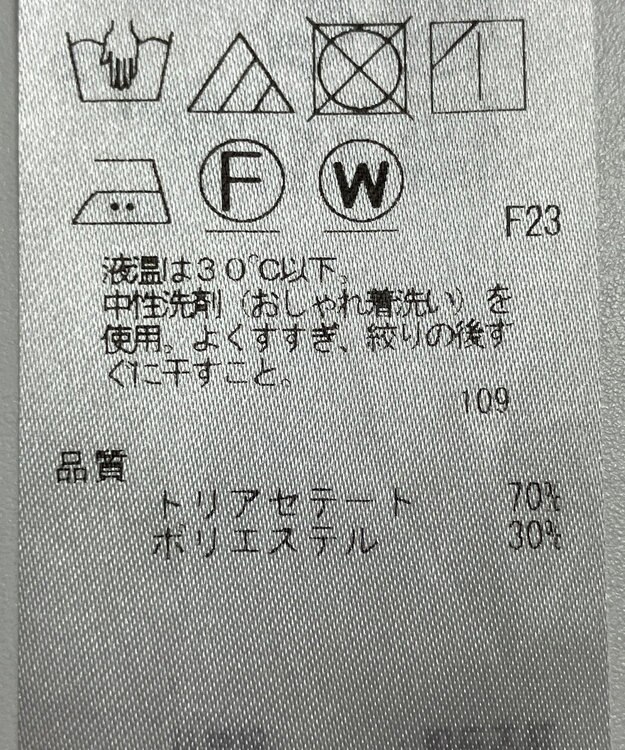 F
W
F23
液温は30℃以下、
中性洗剤（おしゃれ着洗い）を
使用。よくすすぎ、絞りの後す
ぐに干すこと。
109
品質
トリアセテート 70%
ポリエステル 30%